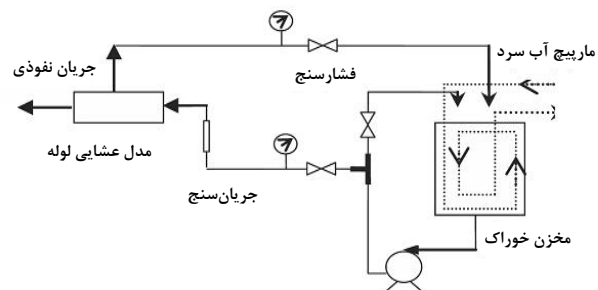 مارپیچ آب سرد
جریان نفوذی
فشارسنج
مدل عشایی لوله
جریان‌سنج
مخزن خوراک